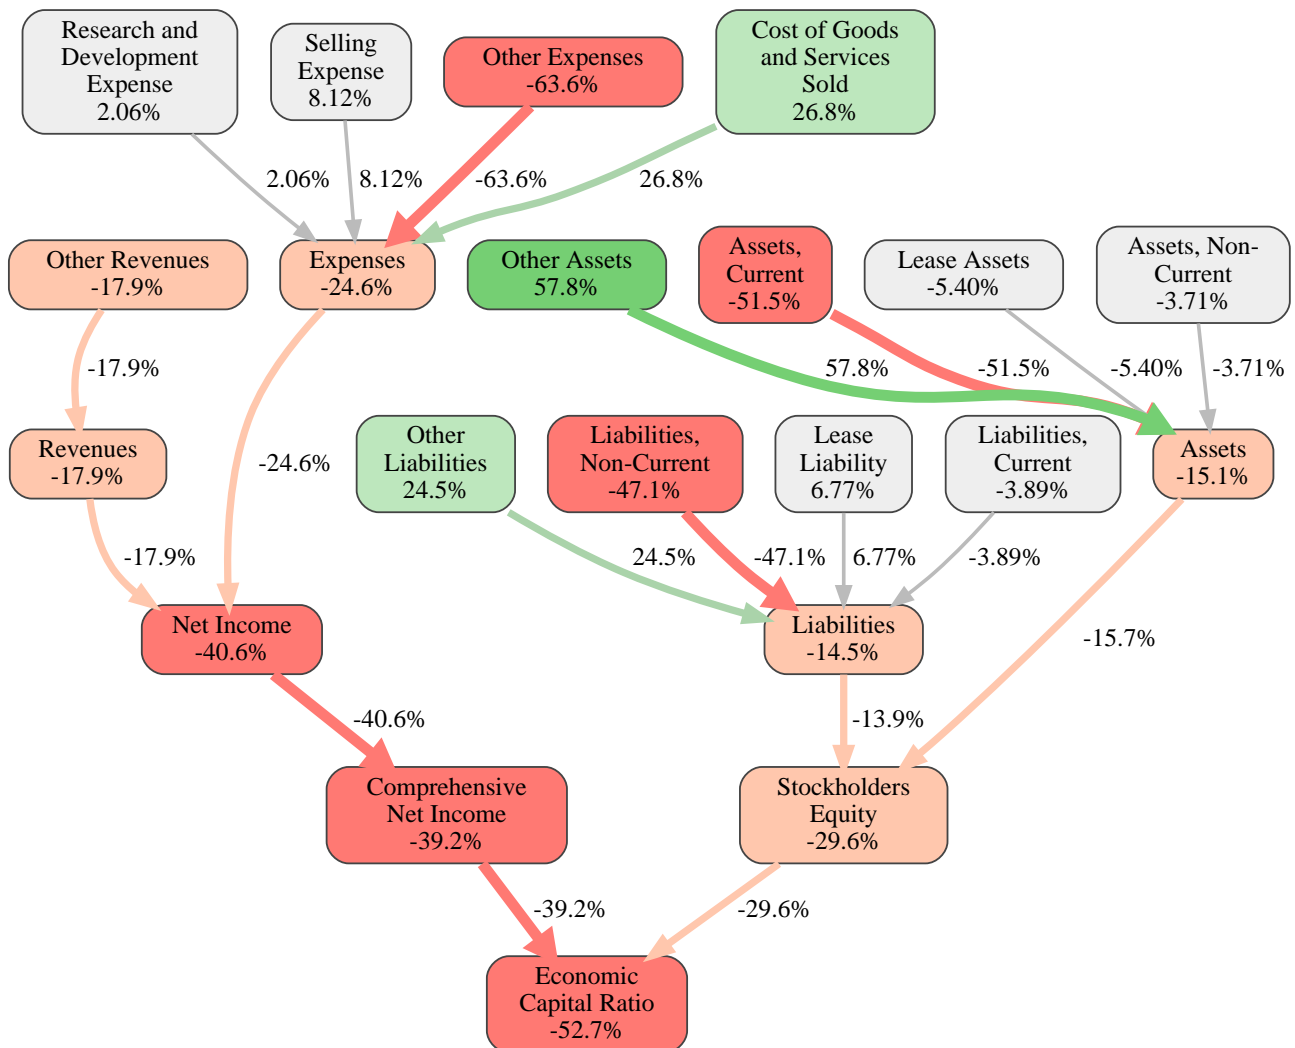 Research and
Development
Expense
2.06%
Selling
Expense
8.12%
Other Expenses
-63.6%
Cost of Goods
and Services
Sold
26.8%
2.06%
8.12%
-63.6%
26.8%
Other Revenues
-17.9%
Expenses
-24.6%
Other Assets
57.8%
Assets,
Current
-51.5%
Lease Assets
-5.40%
Assets, Non-
Current
-3.71%
-17.9%
57.8%
-51.5%
-5.40%
-3.71%
Revenues
-17.9%
-24.6%
Other
Liabilities
24.5%
Liabilities,
Non-Current
-47.1%
Lease
Liability
6.77%
Liabilities,
Current
-3.89%
Assets
-15.1%
-17.9%
24.5%
-47.1%
6.77%
-3.89%
Net Income
-40.6%
Liabilities
-14.5%
-15.7%
-40.6%
-13.9%
Comprehensive
Net Income
-39.2%
Stockholders
Equity
-29.6%
-39.2%
-29.6%
Economic
Capital Ratio
-52.7%